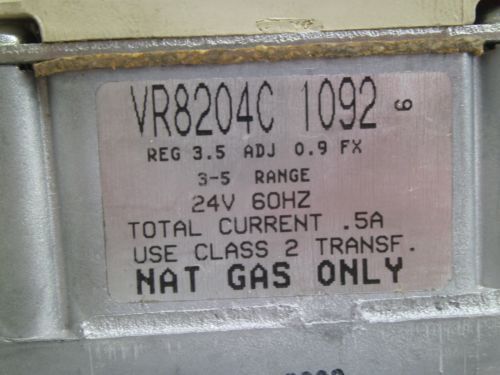 VR8204C 1092 6
REG 3.5 ADJ 0.9 FX
3-5 RANGE
24V 60HZ
TOTAL CURRENT .5A
USE CLASS 2 TRANSF.
NAT GAS ONLY